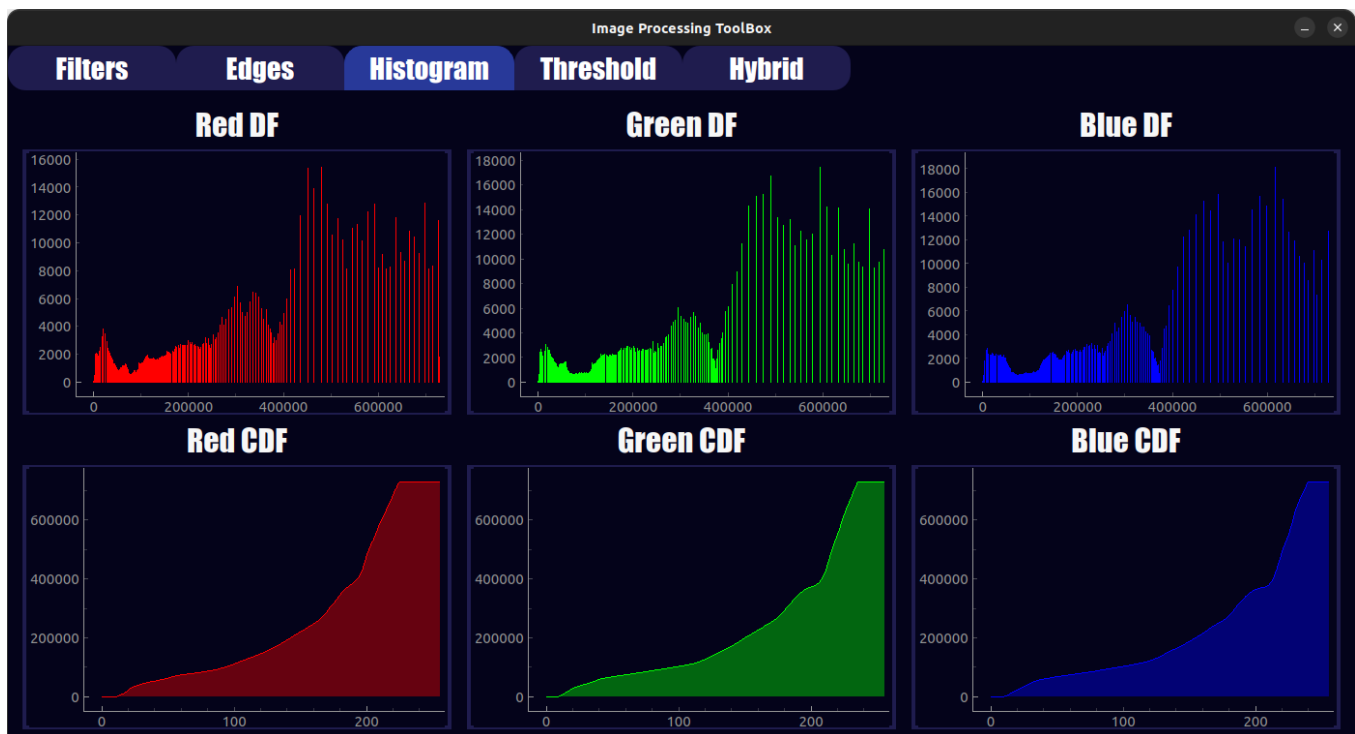 Image Processing ToolBox
Filters Edges Histogram Threshold Hybrid
Red DF Green DF Blue DF
16000 18000 18000
14000 16000 16000
12000 14000 14000
10000 12000 12000
8000 10000 10000
6000 8000 8000
4000 6000 6000
2000 4000 4000
0 2000 2000
0 0
0 200000 400000 600000 0 200000 400000 600000 0 200000 400000 600000
Red CDF Green CDF Blue CDF
600000 600000 600000
400000 400000 400000
200000 200000 200000
0 0 0
0 100 200 0 100 200 0 100 200